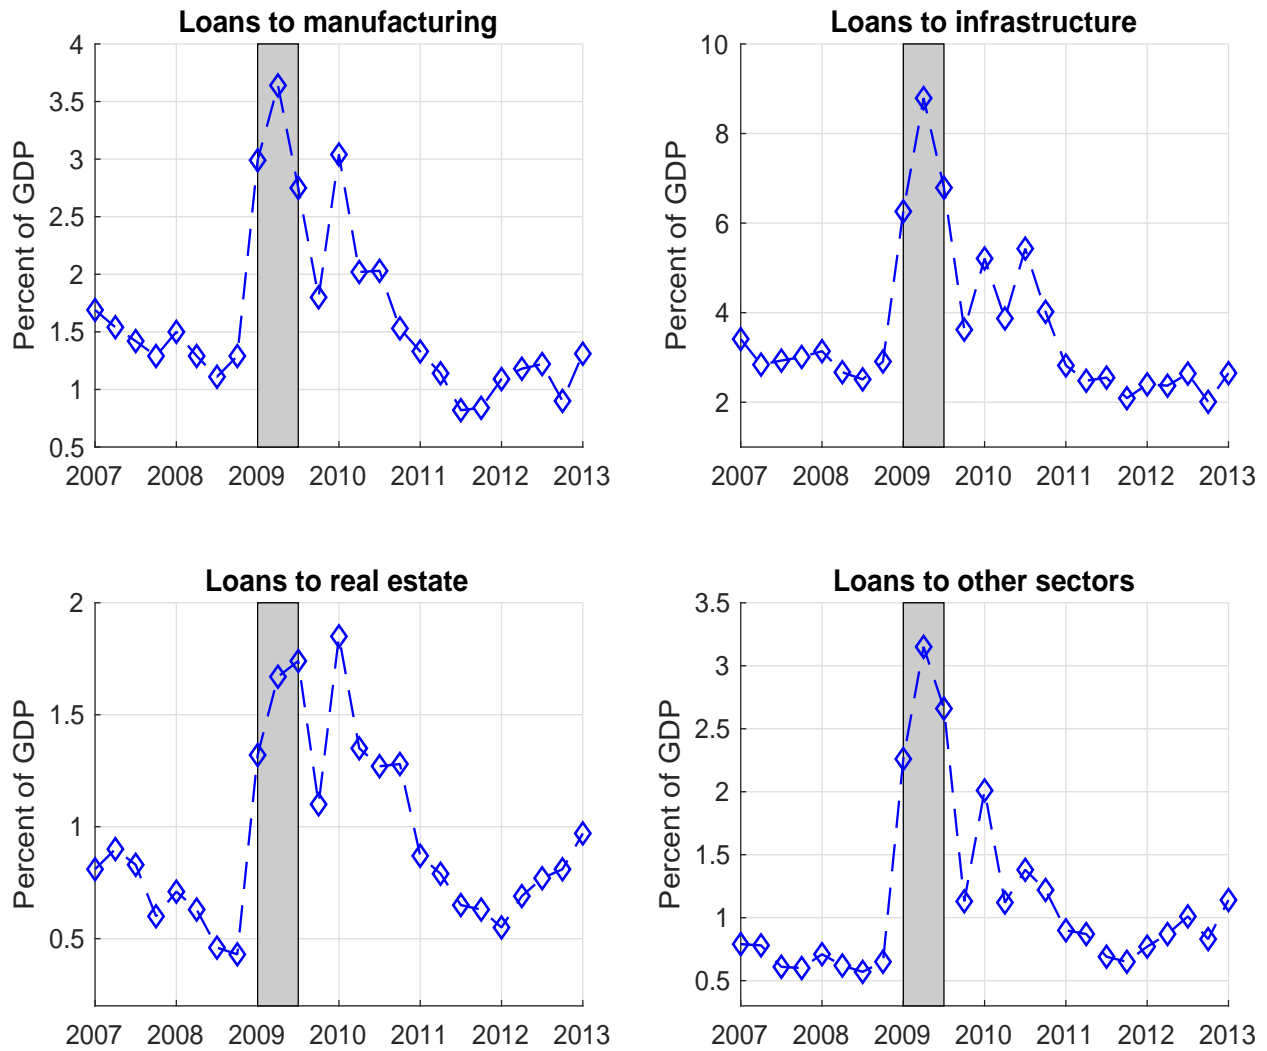 Loans to manufacturing
Percent of GDP
4
3.5
3
2.5
2
1.5
1
0.5
2007 2008 2009 2010 2011 2012 2013
Loans to infrastructure
Percent of GDP
10
8
6
4
2
2007 2008 2009 2010 2011 2012 2013
Loans to real estate
Percent of GDP
2
1.5
1
0.5
2007 2008 2009 2010 2011 2012 2013
Loans to other sectors
Percent of GDP
3.5
3
2.5
2
1.5
1
0.5
2007 2008 2009 2010 2011 2012 2013